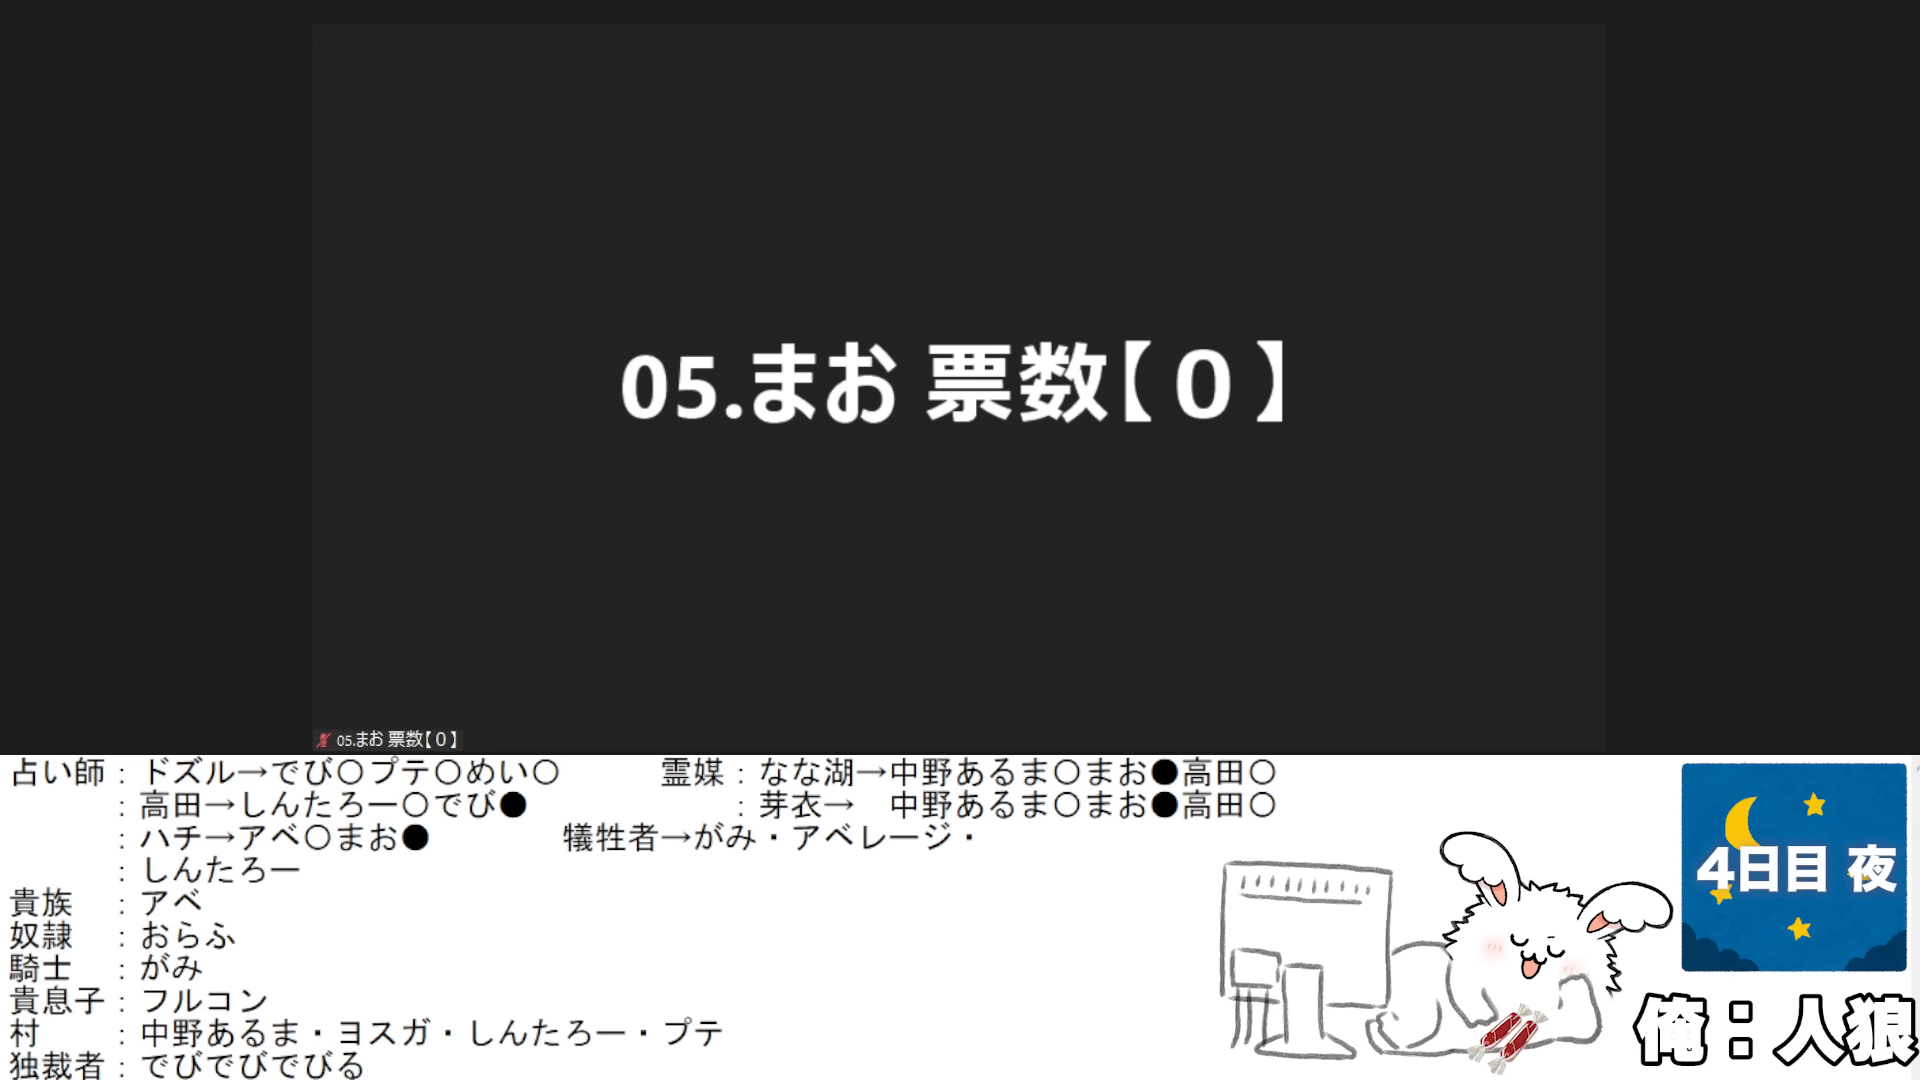 05.まお 票数【０】
05.まお 票数【０】
占い師：ドズル→でび〇プテ〇めい〇
：高田→しんたろー〇でび●
：ハチ→アベ〇まお●
：しんたろー
貴族　：アベ
奴隷　：おらふ
騎士　：がみ
貴息子：フルコン
村　　：中野あるま・ヨスガ・しんたろー・プテ
独裁者：でびでびでびる
霊媒：なな湖→中野あるま〇まお●高田〇
：芽衣→　中野あるま〇まお●高田〇
犠牲者→がみ・アベレージ・
4日目 夜
俺：人狼